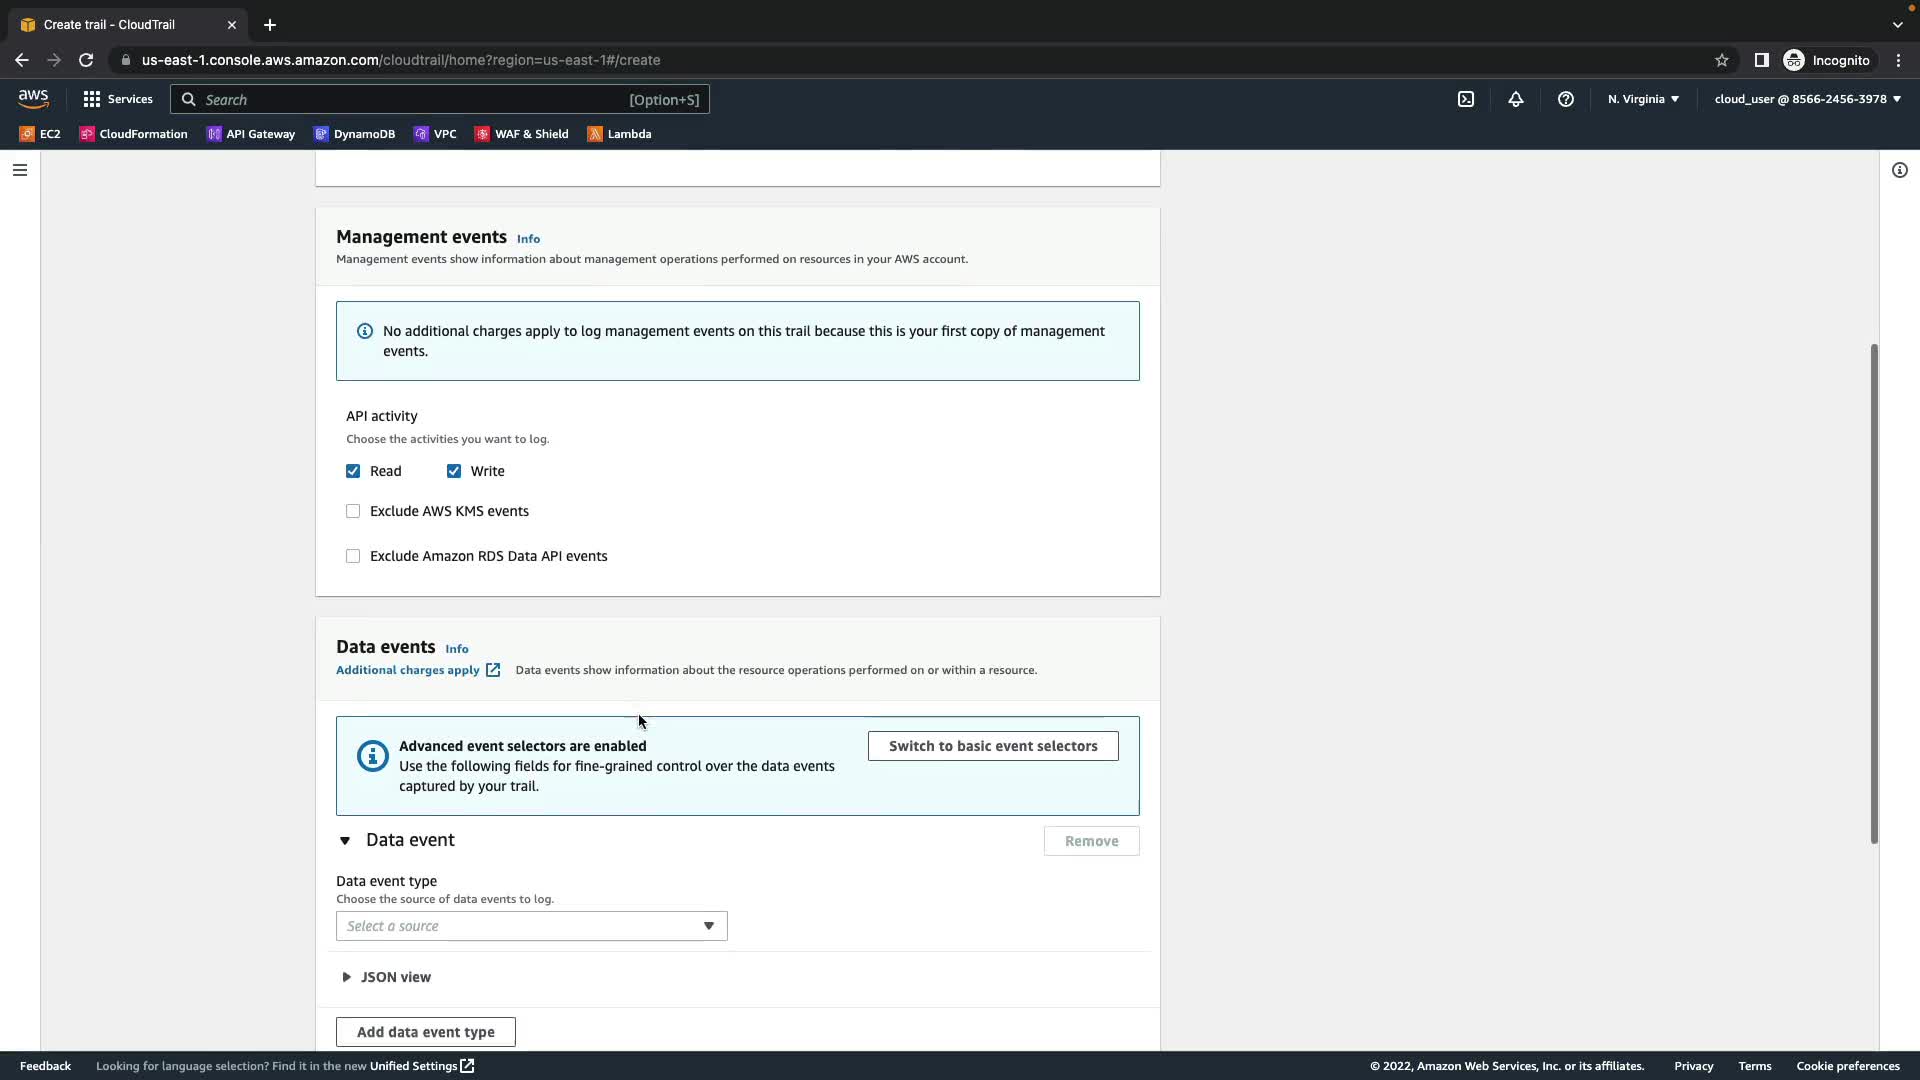 Create trail - CloudTrail
us-east-1.console.aws.amazon.com/cloudtrail/home?region=us-east-1#/create
Incognito
aws
Services
Search
[Option+S]
N. Virginia
cloud_user @ 8566-2456-3978
EC2
CloudFormation
API Gateway
DynamoDB
VPC
WAF & Shield
Lambda
Management events Info
Management events show information about management operations performed on resources in your AWS account.
No additional charges apply to log management events on this trail because this is your first copy of management
events.
API activity
Choose the activities you want to log.
Read
Write
Exclude AWS KMS events
Exclude Amazon RDS Data API events
Data events Info
Additional charges apply Data events show information about the resource operations performed on or within a resource.
Advanced event selectors are enabled
Use the following fields for fine-grained control over the data events
captured by your trail.
Switch to basic event selectors
Data event
Remove
Data event type
Choose the source of data events to log.
Select a source
JSON view
Add data event type
Feedback
Looking for language selection? Find it in the new Unified Settings
© 2022, Amazon Web Services, Inc. or its affiliates.
Privacy
Terms
Cookie preferences